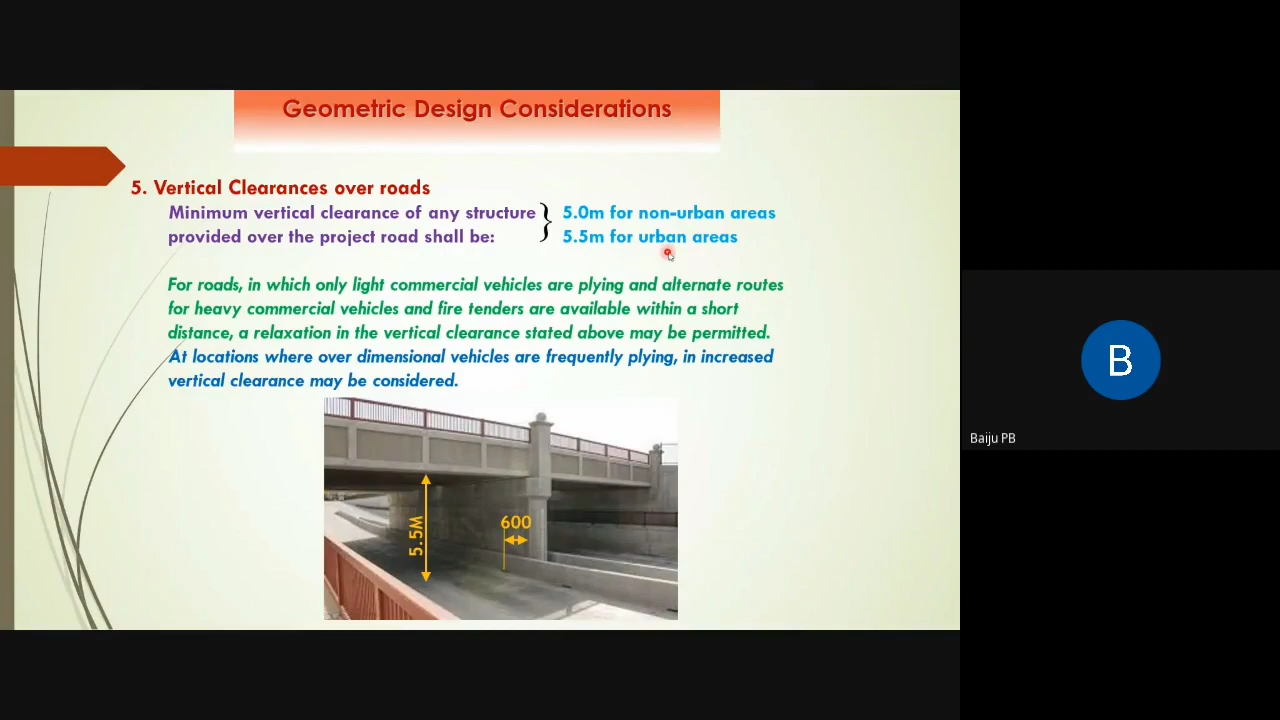 Geometric Design Considerations
5. Vertical Clearances over roads
Minimum vertical clearance of any structure
provided over the project road shall be:
5.0m for non-urban areas
5.5m for urban areas
For roads, in which only light commercial vehicles are plying and alternate routes
for heavy commercial vehicles and fire tenders are available within a short
distance, a relaxation in the vertical clearance stated above may be permitted.
At locations where over dimensional vehicles are frequently plying, in increased
vertical clearance may be considered.
5.5M
600
B
Baiju PB